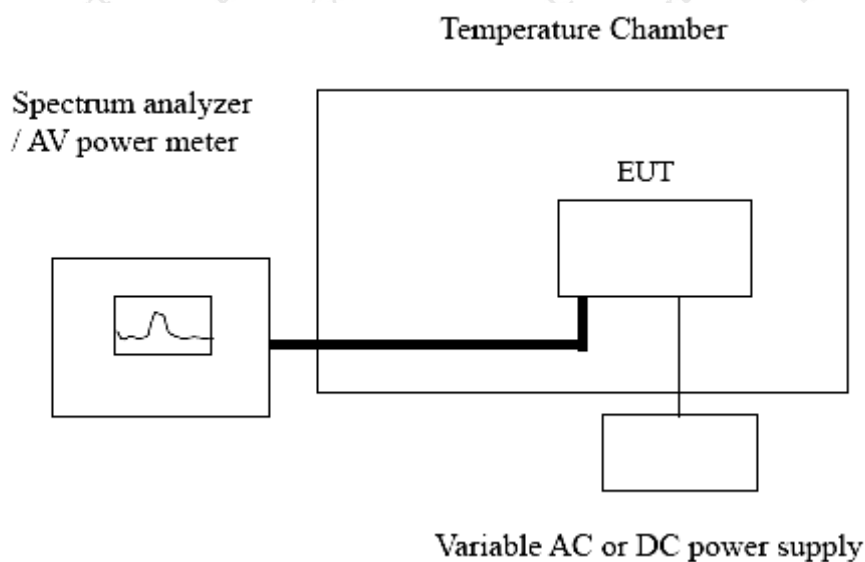 Temperature Chamber
Spectrum analyzer
/ AV power meter
EUT
Variable AC or DC power supply